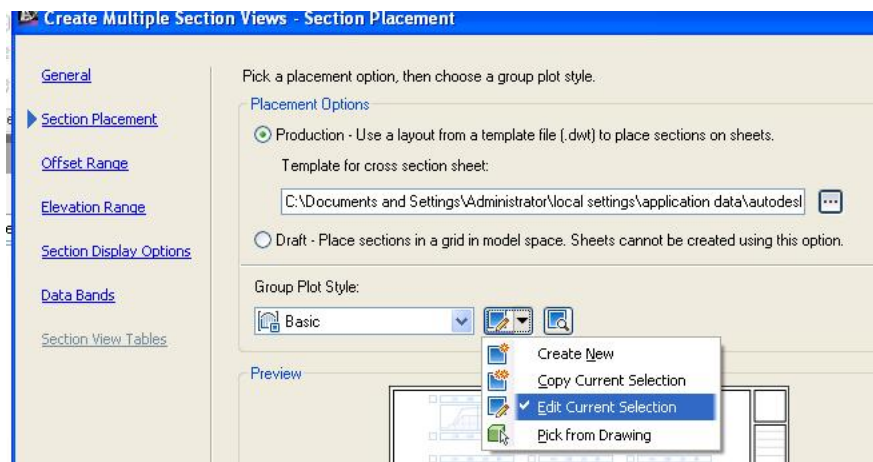 Create Multiple Section Views - Section Placement
General
Section Placement
Offset Range
Elevation Range
Section Display Options
Data Bands
Section View Tables
Pick a placement option, then choose a group plot style.
Placement Options
Production - Use a layout from a template file (.dwt) to place sections on sheets.
Template for cross section sheet:
C:\Documents and Settings\Administrator\local settings\application data\autodesl
...
Draft - Place sections in a grid in model space. Sheets cannot be created using this option.
Group Plot Style:
Basic
Create New
Copy Current Selection
Edit Current Selection
Pick from Drawing
Preview